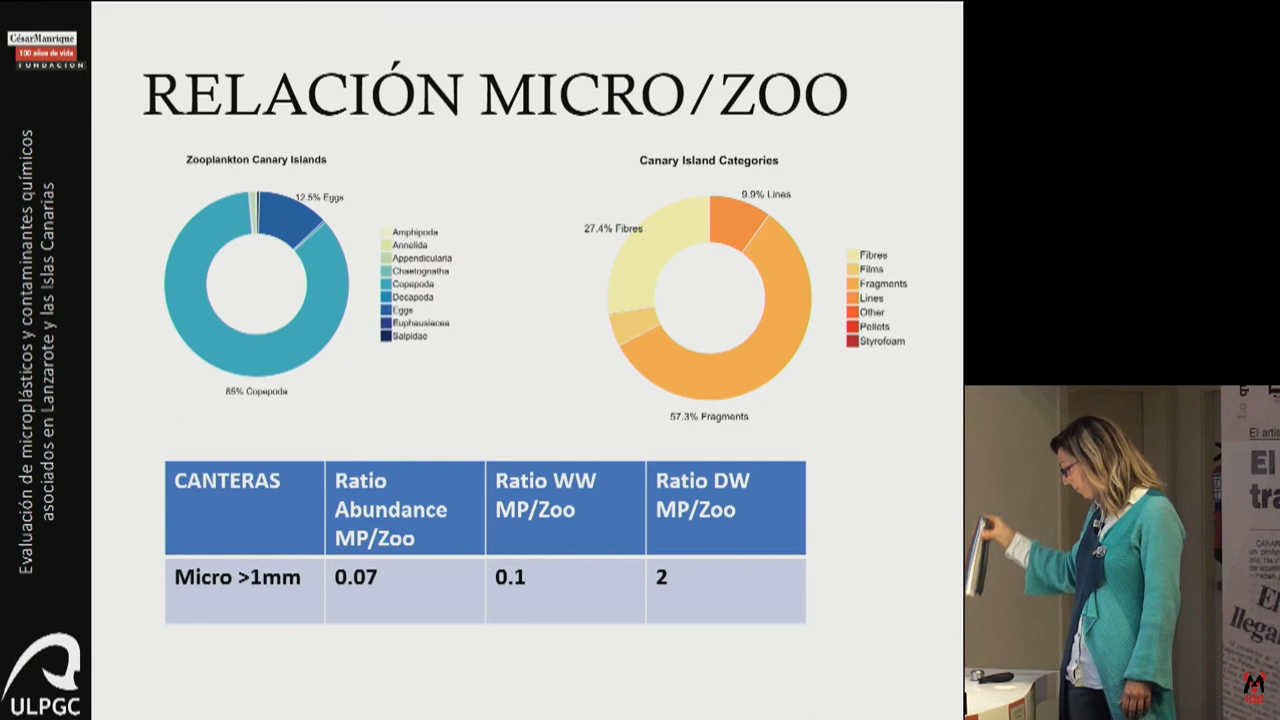 CésarManrique
100 años de vida
FUNDACIÓN
Evaluación de microplásticos y contaminantes químicos
asociados en Lanzarote y las Islas Canarias
ULPGC
RELACIÓN MICRO/ZOO
Zooplankton Canary Islands
12.5% Eggs
85% Copepoda
Amphipoda
Annelida
Appendicularia
Chaetognatha
Copepoda
Decapoda
Eggs
Euphausiacea
Salpidae
Canary Island Categories
9.9% Lines
27.4% Fibres
57.3% Fragments
Fibres
Films
Fragments
Lines
Other
Pellets
Styrofoam
CANTERAS
Ratio
Abundance
MP/Zoo
Ratio WW
MP/Zoo
Ratio DW
MP/Zoo
Micro >1mm
0.07
0.1
2
El
tra
El
llega